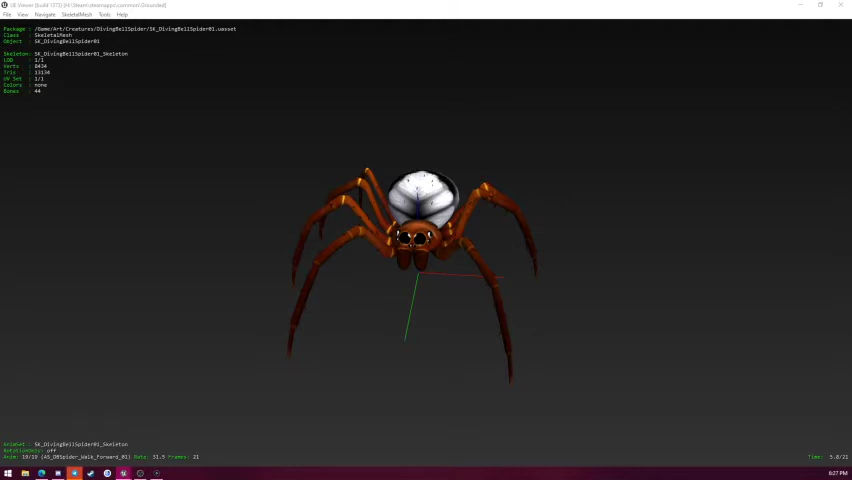 UE Viewer (build 1372) [H:\Steam\steamapps\common\Grounded]
File View Navigate SkeletalMesh Tools Help
Package : /Game/Art/Creatures/DivingBellSpider/SK_DivingBellSpider01.uasset
Class : SkeletalMesh
Object : SK_DivingBellSpider01
Skeleton: SK_DivingBellSpider01_Skeleton
LOD : 1/1
Verts : 8434
Tris : 13134
UV Set : 1/1
Colors : none
Bones : 44
AnimSet : SK_DivingBellSpider01_Skeleton
RotationOnly: off
Anim: 19/19 (AS_DBSpider_Walk_Forward_01) Rate: 31.5 Frames: 21
Time: 5.8/21
8:27 PM